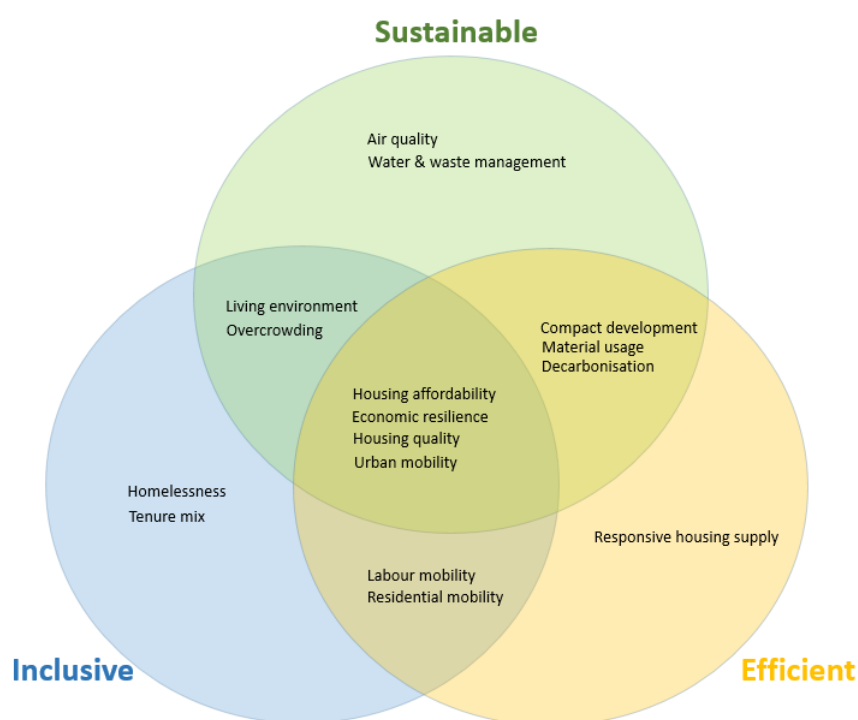 Sustainable
Air quality
Water & waste management
Living environment
Overcrowding
Compact development
Material usage
Decarbonisation
Housing affordability
Economic resilience
Housing quality
Urban mobility
Homelessness
Tenure mix
Responsive housing supply
Labour mobility
Residential mobility
Inclusive
Efficient